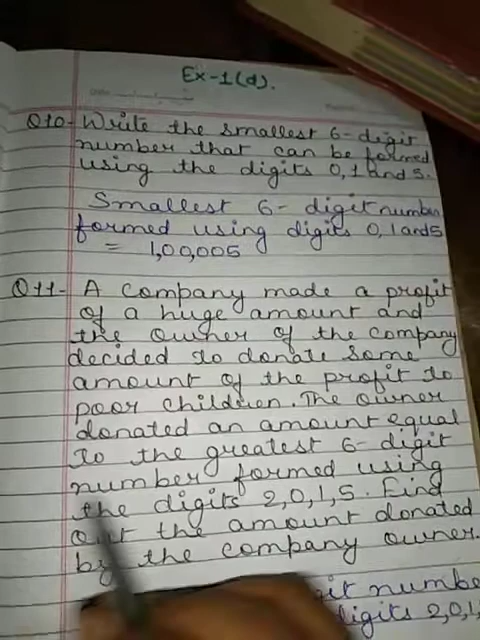 Ex-1(d).
Q10- Write the smallest 6-digit
number that can be formed
using the digits 0,1 and 5.
Smallest 6-digit number
formed using digits 0,1 and 5
= 1,00,005
Q11- A company made a profit
of a huge amount and
the owner of the company
decided to donate some
amount of the profit to
poor children. The owner
donated an amount equal
to the greatest 6-digit
number formed using
the digits 2,0,1,5. Find
out the amount donated
by the company owner.
digits 2,0,1